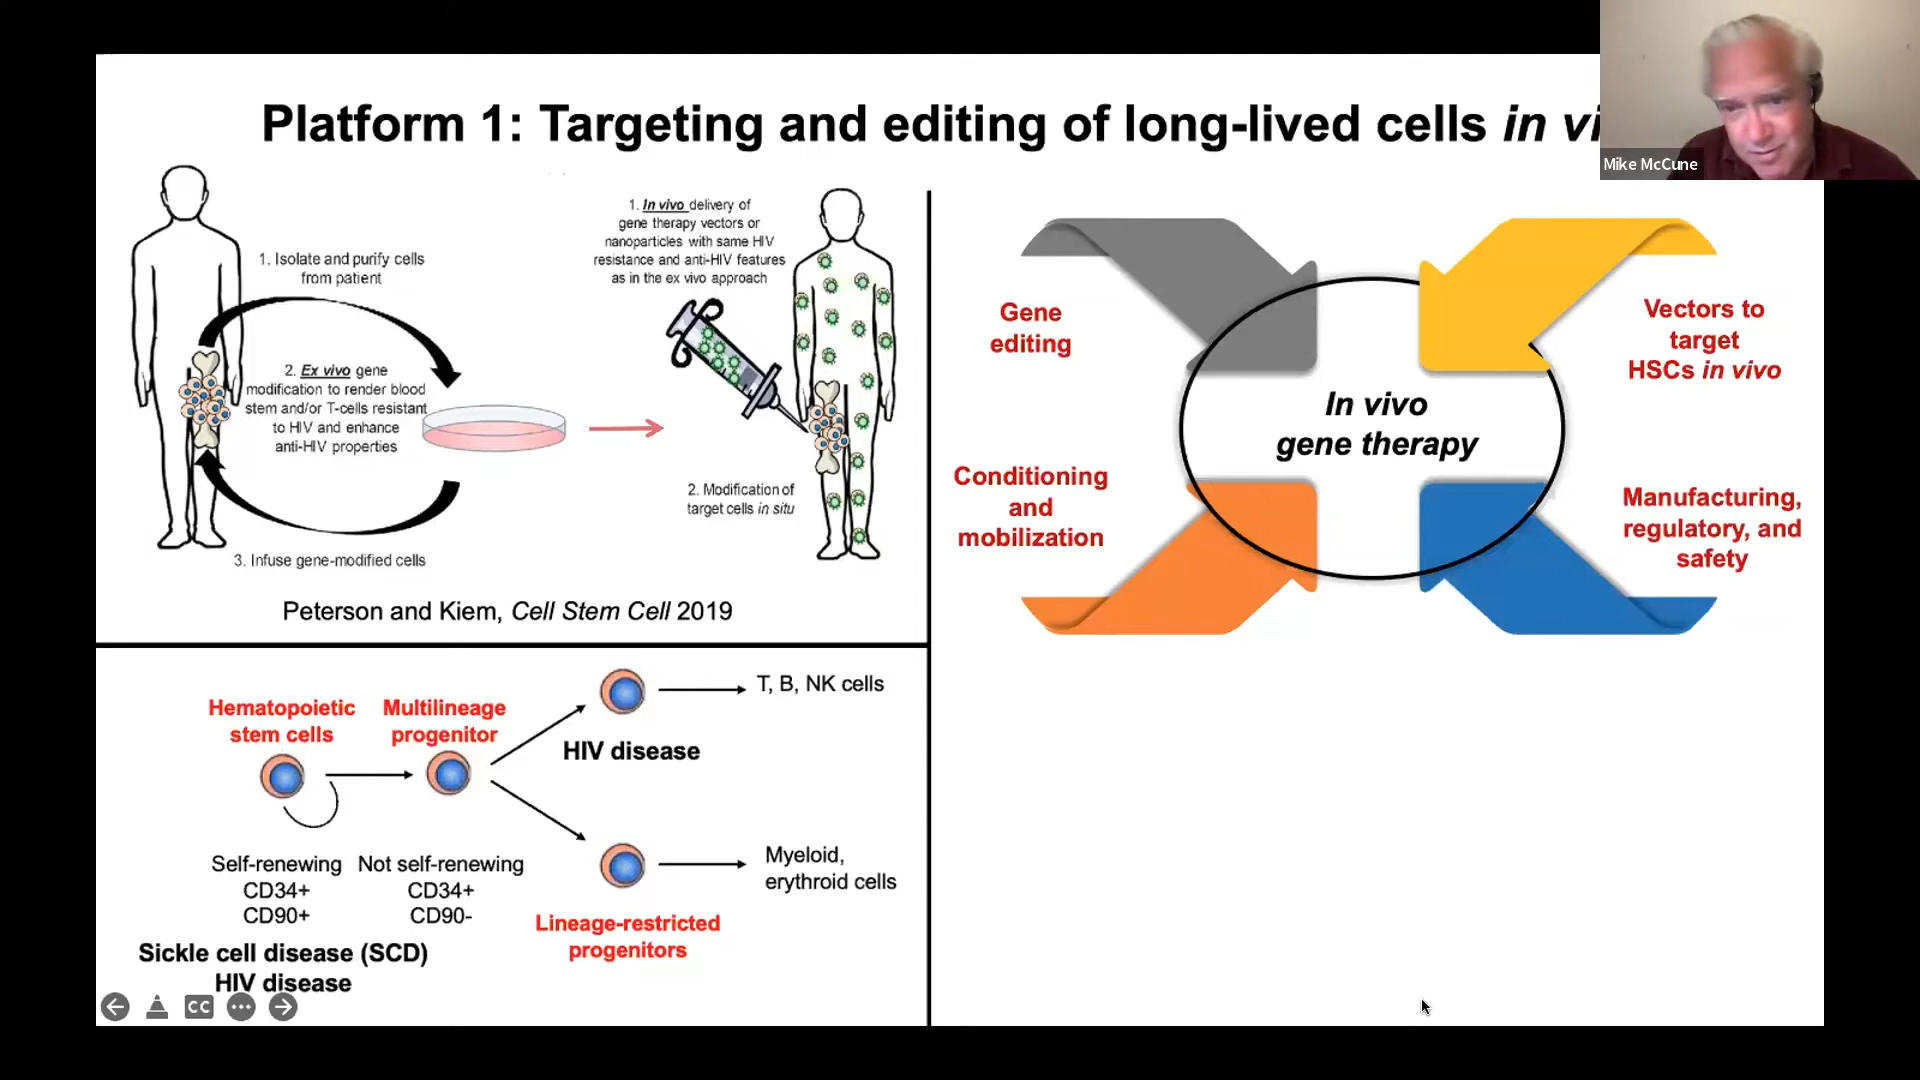 Platform 1: Targeting and editing of long-lived cells in vi
Mike McCune
1. Isolate and purify cells
from patient
2. Ex vivo gene
modification to render blood
stem and/or T-cells resistant
to HIV and enhance
anti-HIV properties
3. Infuse gene-modified cells
1. In vivo delivery of
gene therapy vectors or
nanoparticles with same HIV
resistance and anti-HIV features
as in the ex vivo approach
2. Modification of
target cells in situ
Peterson and Kiem, Cell Stem Cell 2019
Gene
editing
Vectors to
target
HSCs in vivo
In vivo
gene therapy
Conditioning
and
mobilization
Manufacturing,
regulatory, and
safety
Hematopoietic
stem cells
Multilineage
progenitor
T, B, NK cells
HIV disease
Self-renewing
CD34+
CD90+
Not self-renewing
CD34+
CD90-
Myeloid,
erythroid cells
Lineage-restricted
progenitors
Sickle cell disease (SCD)
HIV disease
CC